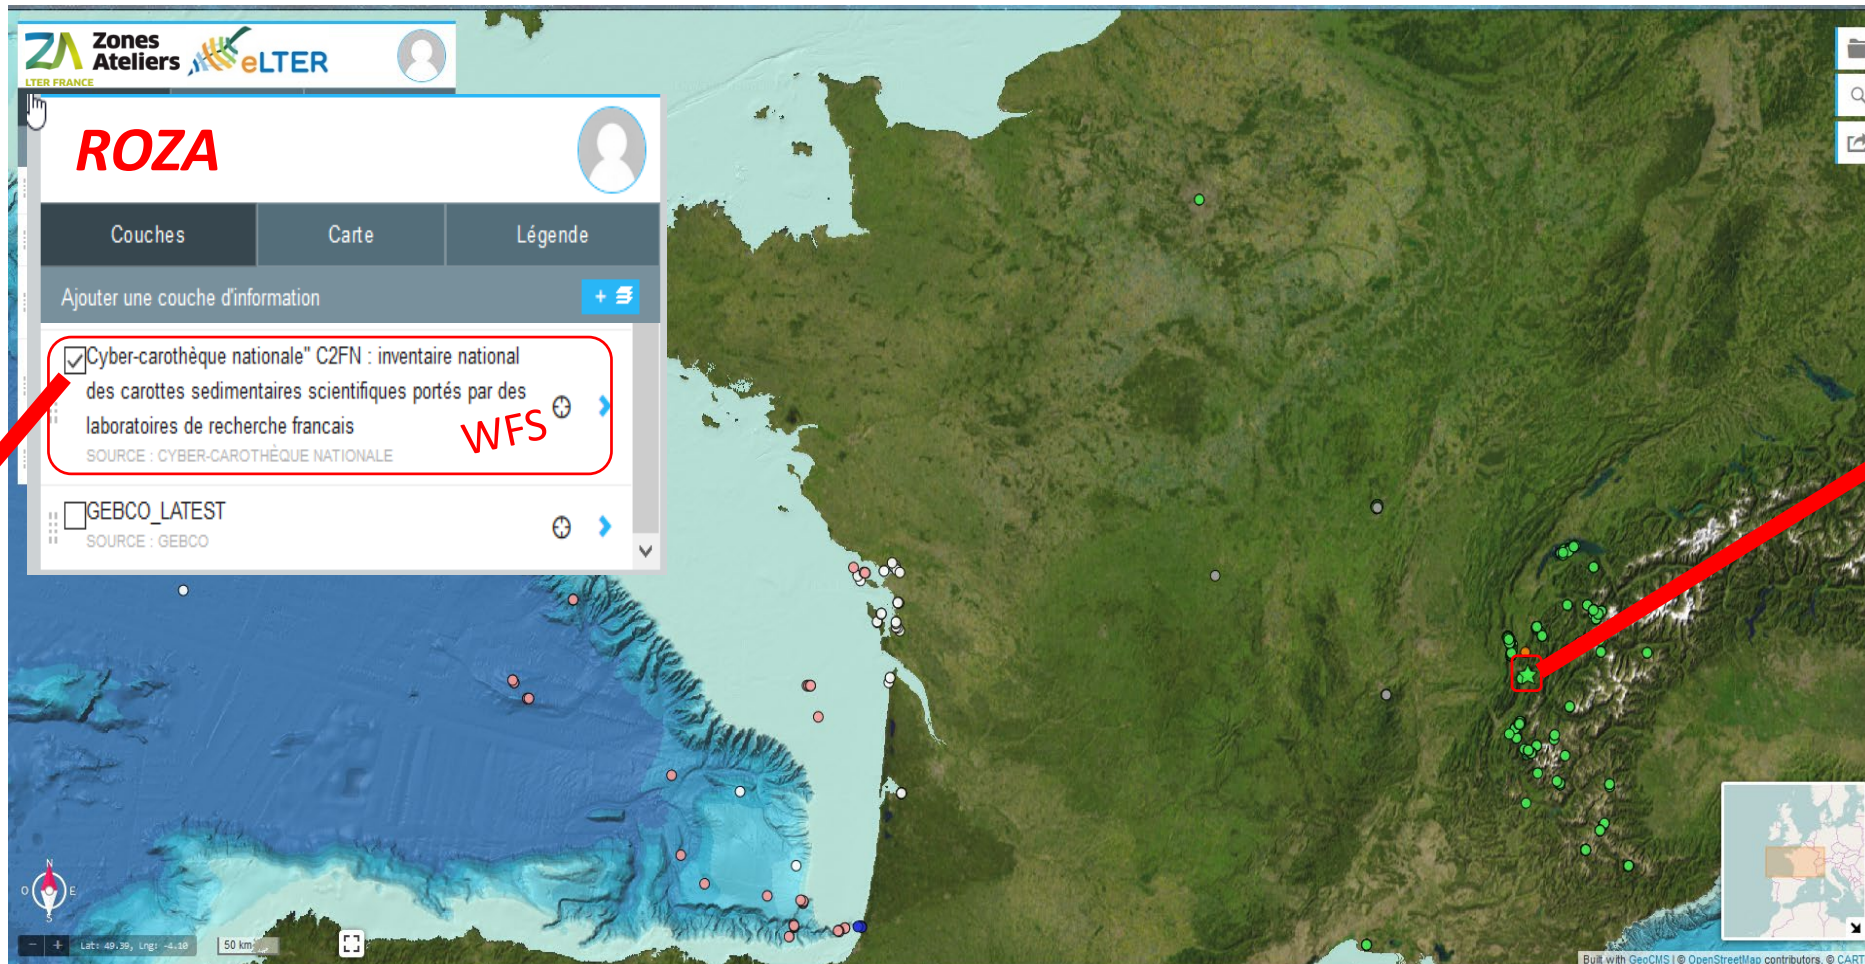 Zones
Ateliers
LTER FRANCE
eLTER
ROZA
Couches
Carte
Légende
Ajouter une couche d'information
+
Cyber-carothèque nationale" C2FN : inventaire national
des carottes sedimentaires scientifiques portés par des
laboratoires de recherche francais
SOURCE : CYBER-CAROTHÈQUE NATIONALE
WFS
GEBCO_LATEST
SOURCE : GEBCO
N
O
E
S
- + Lat: 49.39, Lng: -4.10
50 km
Built with GeoCMS | © OpenStreetMap contributors, © CART